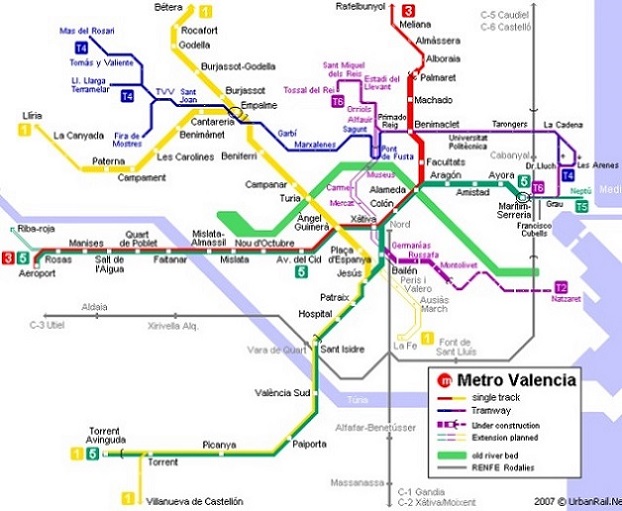 Bétera
1
Rocafort
Godella
Burjassot-Godella
Burjassot
Empalme
Mas del Rosari
T4
Tomás y Valiente
Ll. Llarga
Terramelar
T4
TVV
Sant
Joan
Fira de
Mostres
Llíria
1
La Canyada
Paterna
Campament
Les Carolines
Benimàmet
Cantareria
Beniferri
Garbí
Marxalenes
Sagunt
Campanar
Turia
Àngel
Guimerà
Rafelbunyol
3
Meliana
Almàssera
Alboraia
Palmaret
Machado
Benimaclet
Sant Miquel
dels Reis
Estadi del
Llevant
Tossal del Rei
T6
Orriols
Alfauir
Primado
Reig
Pont
de Fusta
Museus
Carme
Mercat
Universitat
Politècnica
Tarongers
La Cadena
Cabanyal
Dr. Lluch
Les Arenes
T4
Facultats
Aragón
Amistad
Ayora
5
T6
Neptú
T5
Grau
Marítim-
Serrería
Francisco
Cubells
Alameda
Colón
Xàtiva
Nord
C-5 Caudiel
C-6 Castelló
Medi
Riba-roja
3
5
Aeroport
Rosas
Manises
Salt de
l'Aigua
Quart
de Poblet
Faitanar
Mislata-
Almassil
Mislata
Nou d'Octubre
Av. del Cid
5
Plaça
d'Espanya
Jesús
Bailén
Germanías
Russafa
Montolivet
T2
Natzaret
Peris i
Valero
Ausiàs
March
La Fe
1
Font de
Sant Lluís
Patraix
Hospital
Sant Isidre
Vara de Quart
Aldaia
C-3 Utiel
Xirivella Alq.
València Sud
Túria
Paiporta
Picanya
Torrent
Torrent
Avinguda
1
5
1
Villanueva de Castellón
Alfafar-Benetússer
Massanassa
C-1 Gandia
C-2 Xàtiva/Moixent
m Metro Valencia
single track
Tramway
Under construction
Extension planned
old river bed
RENFE Rodalies
2007 © UrbanRail.Ne